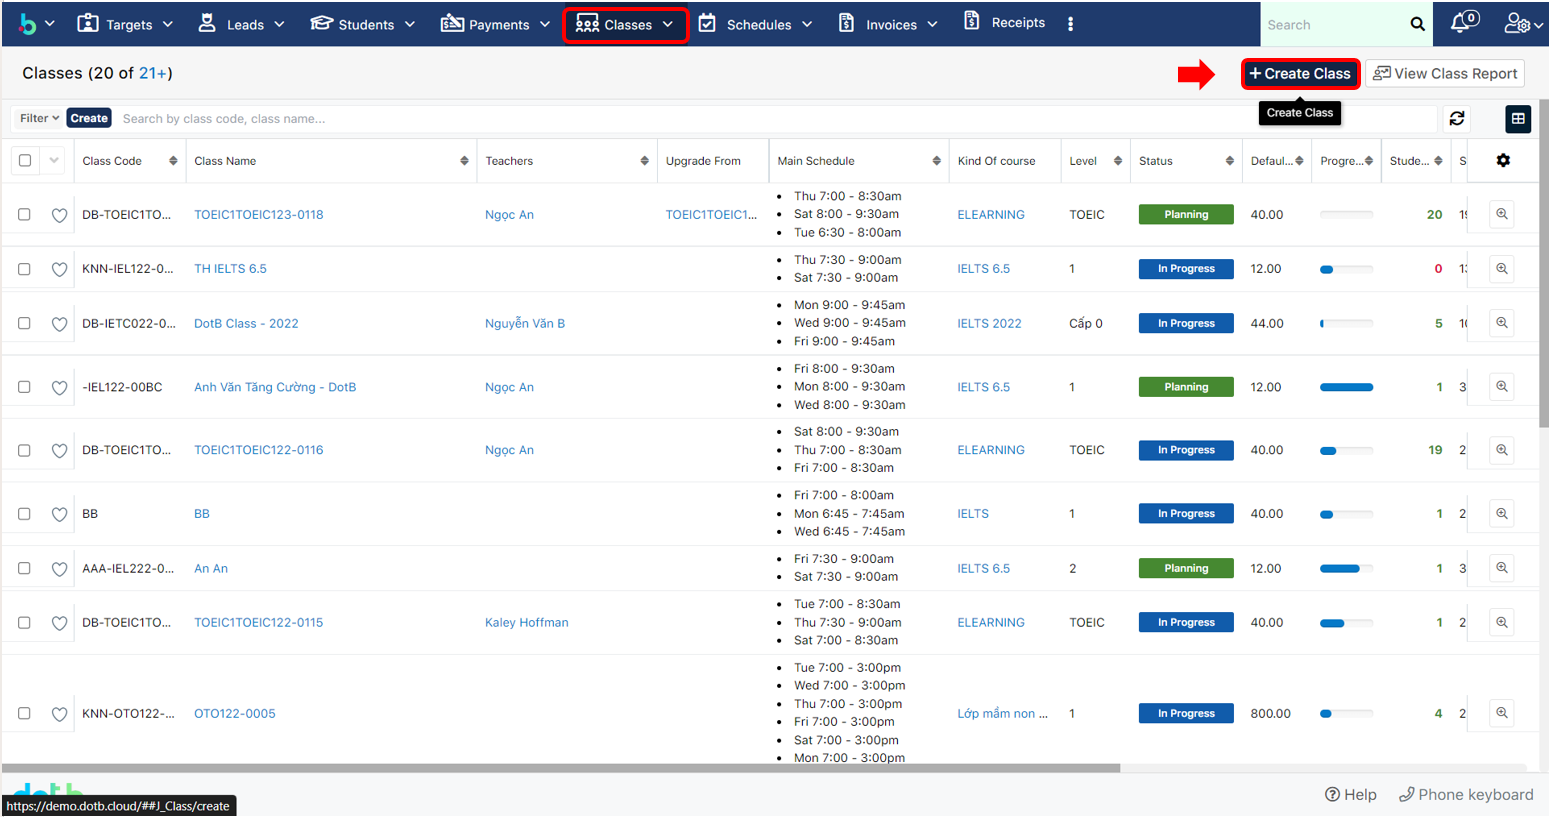 Targets Leads Students Payments Classes Schedules Invoices Receipts Search 0
Classes (20 of 21+) + Create Class View Class Report
Filter Create Search by class code, class name... Create Class
Class Code Class Name Teachers Upgrade From Main Schedule Kind Of course Level Status Defaul... Progre... Stude... S
DB-TOEIC1TO... TOEIC1TOEIC123-0118 Ngọc An TOEIC1TOEIC1... Thu 7:00 - 8:30am ELEARNING TOEIC Planning 40.00 20
Sat 8:00 - 9:30am
Tue 6:30 - 8:00am
KNN-IEL122-0... TH IELTS 6.5 Thu 7:30 - 9:00am IELTS 6.5 1 In Progress 12.00 0
Sat 7:30 - 9:00am
DB-IETC022-0... DotB Class - 2022 Nguyễn Văn B Mon 9:00 - 9:45am IELTS 2022 Cấp 0 In Progress 44.00 5
Wed 9:00 - 9:45am
Fri 9:00 - 9:45am
-IEL122-00BC Anh Văn Tăng Cường - DotB Ngọc An Fri 8:00 - 9:30am IELTS 6.5 1 Planning 12.00 1 3
Mon 8:00 - 9:30am
Wed 8:00 - 9:30am
DB-TOEIC1TO... TOEIC1TOEIC122-0116 Ngọc An Sat 8:00 - 9:30am ELEARNING TOEIC In Progress 40.00 19 2
Thu 7:00 - 8:30am
Fri 7:00 - 8:30am
BB BB Fri 7:00 - 8:00am IELTS 1 In Progress 40.00 1 2
Mon 6:45 - 7:45am
Wed 6:45 - 7:45am
AAA-IEL222-0... An An Fri 7:30 - 9:00am IELTS 6.5 2 Planning 12.00 1 3
Sat 7:30 - 9:00am
DB-TOEIC1TO... TOEIC1TOEIC122-0115 Kaley Hoffman Tue 7:00 - 8:30am ELEARNING TOEIC In Progress 40.00 1 2
Thu 7:30 - 9:00am
Sat 7:00 - 8:30am
KNN-OTO122-... OTO122-0005 Tue 7:00 - 3:00pm Lớp mầm non ... 1 In Progress 800.00 4 2
Wed 7:00 - 3:00pm
Thu 7:00 - 3:00pm
Fri 7:00 - 3:00pm
Sat 7:00 - 3:00pm
Mon 7:00 - 3:00pm
https://demo.dotb.cloud/##J_Class/create Help Phone keyboard